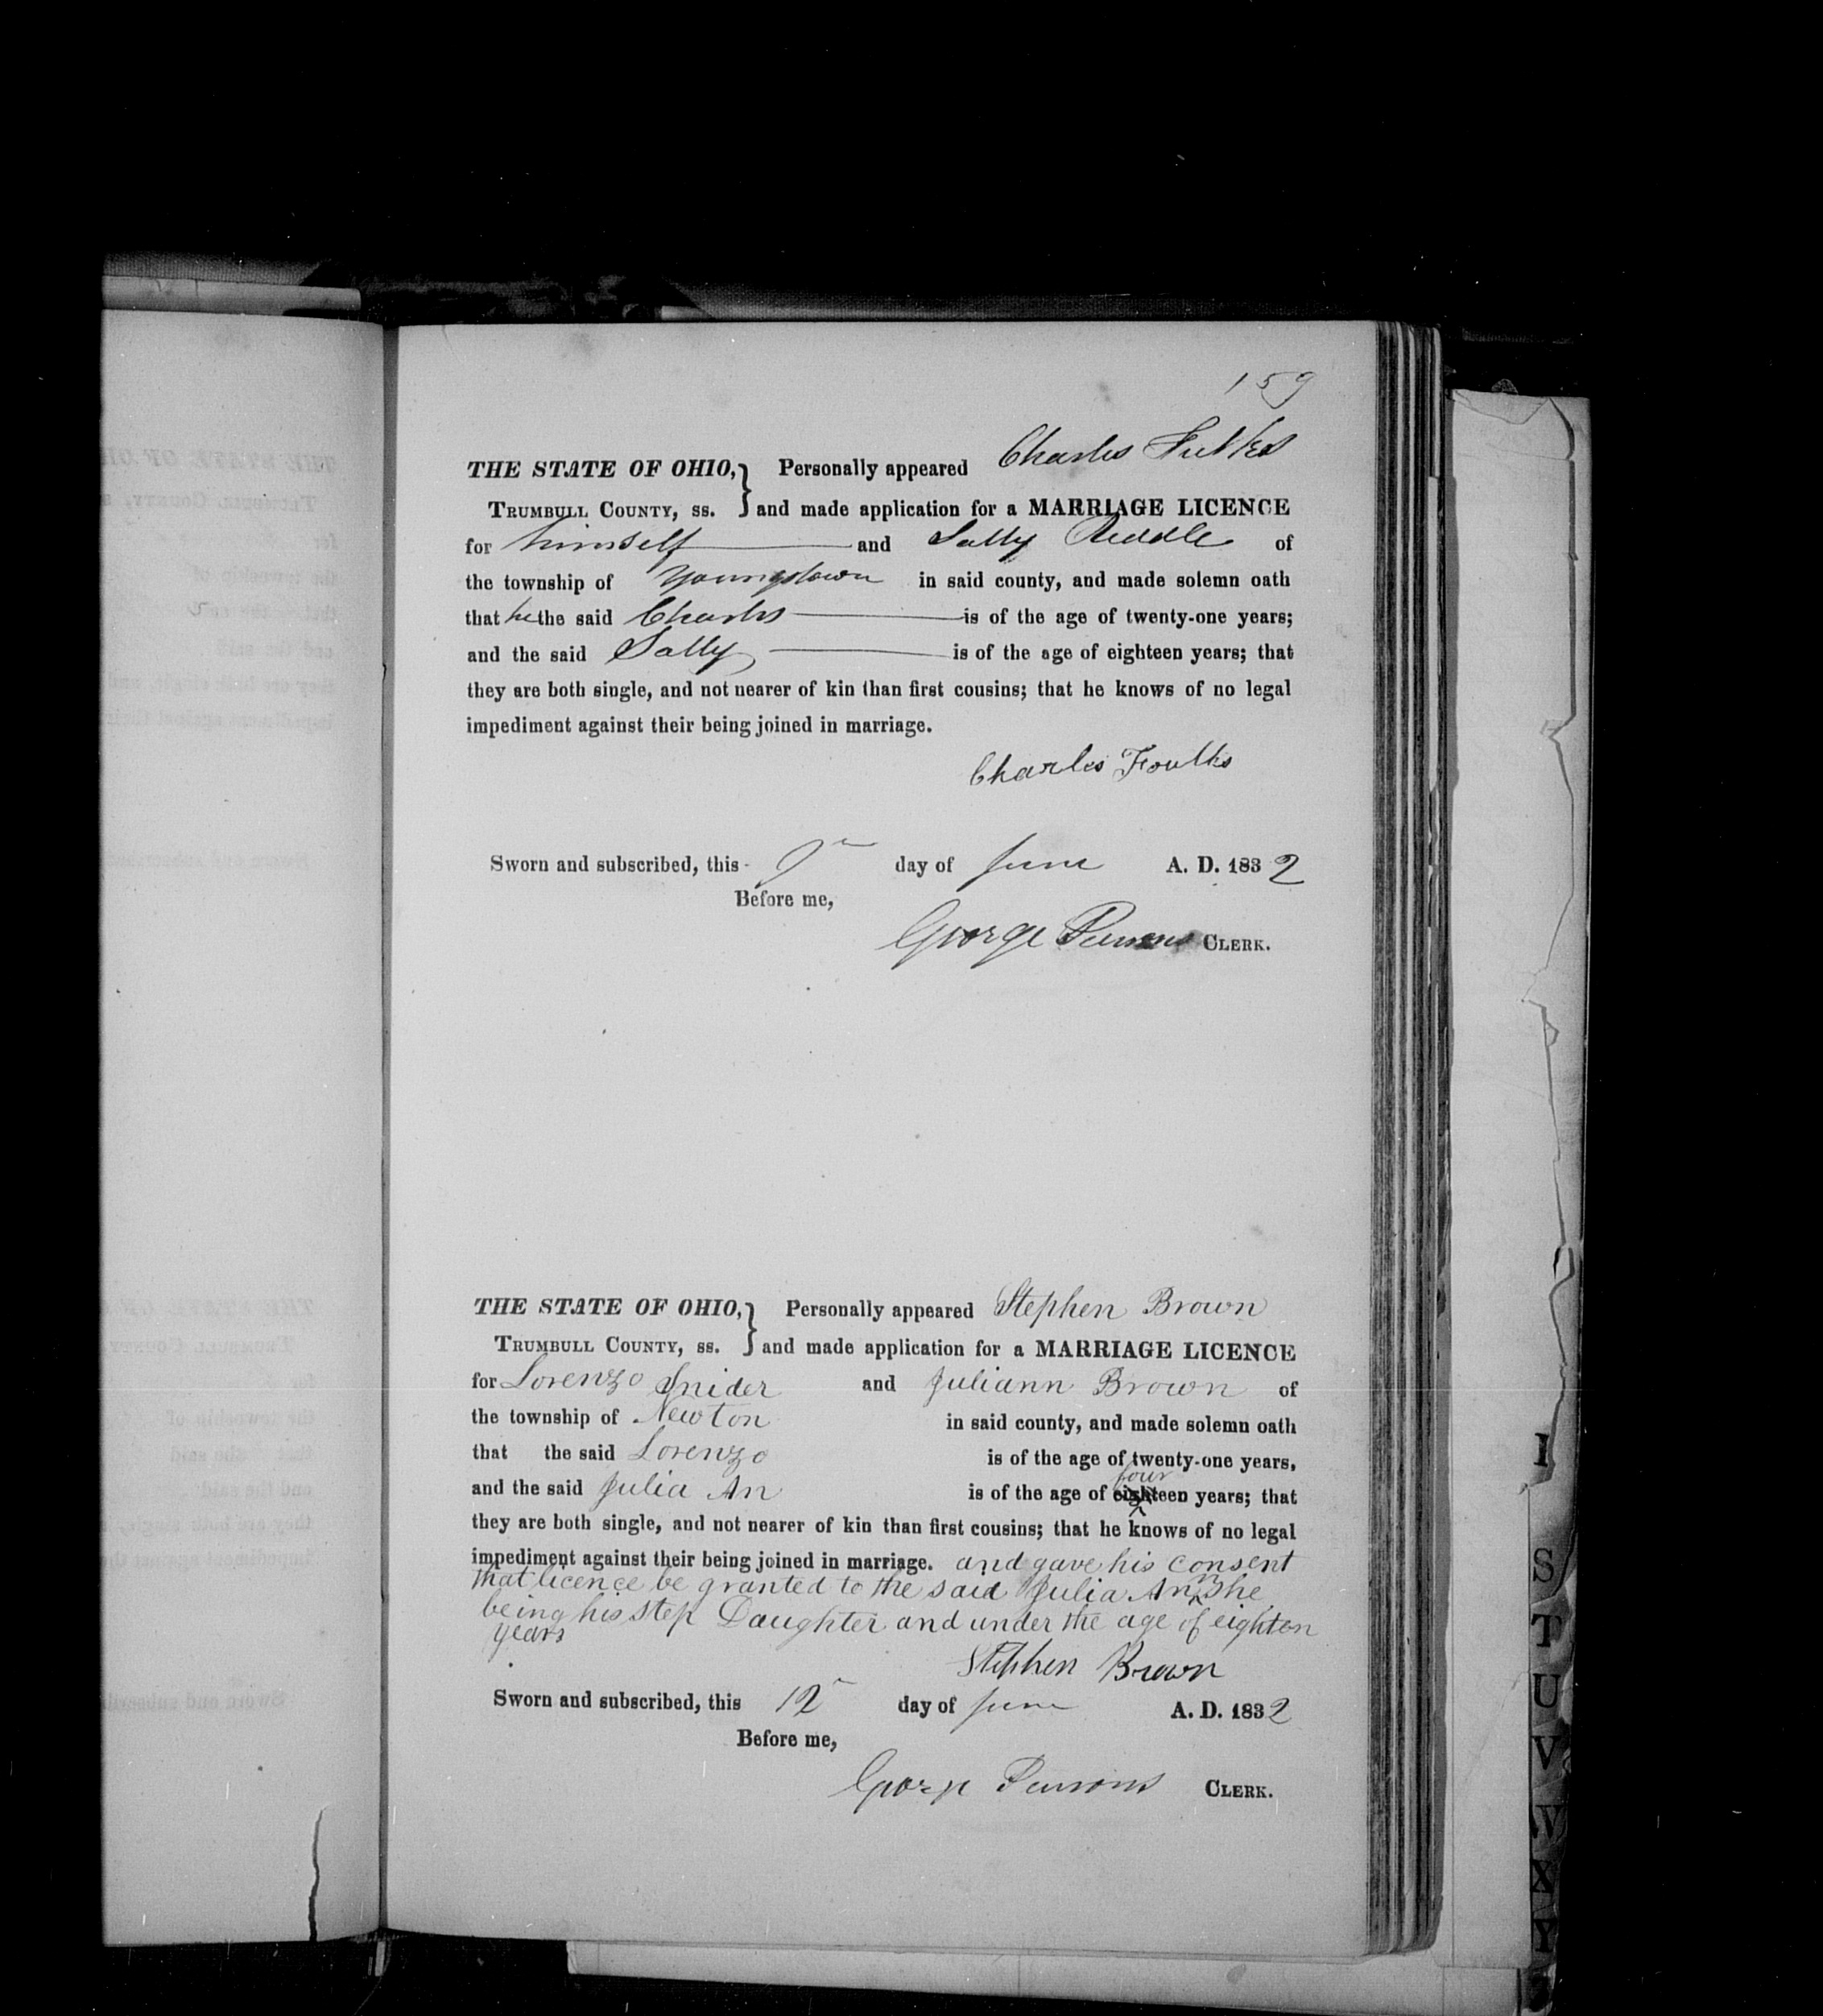 159
Charles Fulks
THE STATE OF OHIO, } Personally appeared
TRUMBULL COUNTY, ss. } and made application for a MARRIAGE LICENCE
for himself and Sally Riddle of
the township of Youngstown in said county, and made solemn oath
that he the said Charles is of the age of twenty-one years;
and the said Sally is of the age of eighteen years; that
they are both single, and not nearer of kin than first cousins; that he knows of no legal
impediment against their being joined in marriage.
Charles Foulks
Sworn and subscribed, this day of June A. D. 1832
Before me,
George Parsons CLERK.
THE STATE OF OHIO, } Personally appeared Stephen Brown
TRUMBULL COUNTY, ss. } and made application for a MARRIAGE LICENCE
for Lorenzo Snider and Juliann Brown of
the township of Newton in said county, and made solemn oath
that the said Lorenzo is of the age of twenty-one years,
four
and the said Julia An is of the age of eighteen years; that
they are both single, and not nearer of kin than first cousins; that he knows of no legal
impediment against their being joined in marriage. and gave his consent
that licence be granted to the said Julia Ann she
being his step Daughter and under the age of eighten
years
Stephen Brown
Sworn and subscribed, this 12 day of June A. D. 1832
Before me,
George Parsons CLERK.
I
S
T
U
V
W
X
Y